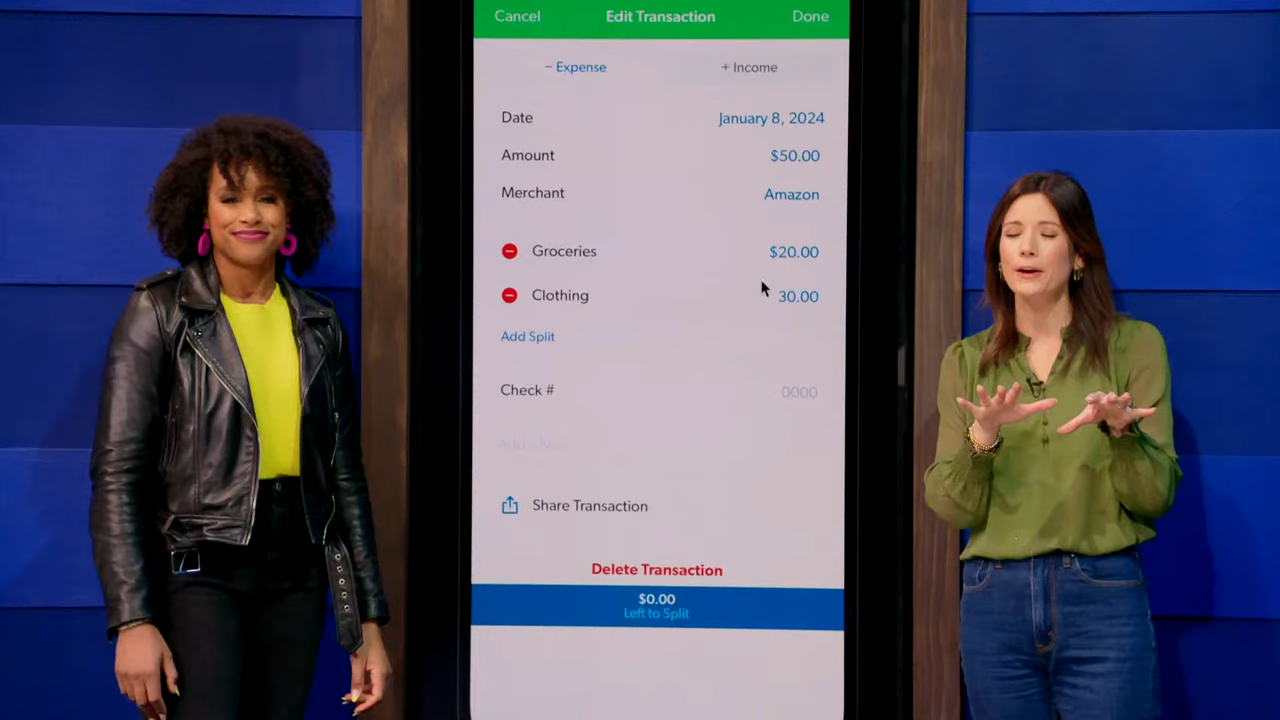 Cancel Edit Transaction Done
− Expense + Income
Date January 8, 2024
Amount $50.00
Merchant Amazon
Groceries $20.00
Clothing 30.00
Add Split
Check # 0000
Share Transaction
Delete Transaction
$0.00
Left to Split